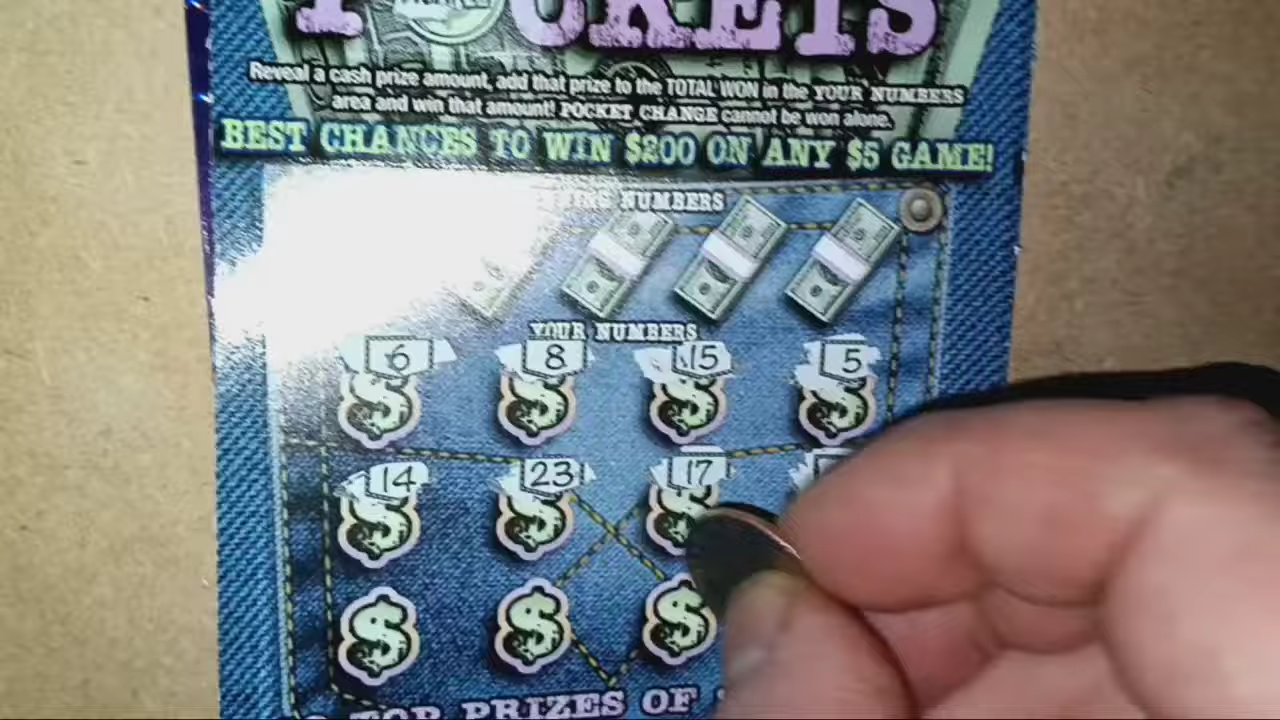 POCKETS
Reveal a cash prize amount, add that prize to the TOTAL WON in the YOUR NUMBERS
area and win that amount! POCKET CHANGE cannot be won alone.
BEST CHANCES TO WIN $200 ON ANY $5 GAME!
NUMBERS
YOUR NUMBERS
6 8 15 5
14 23 17
TOP PRIZES OF